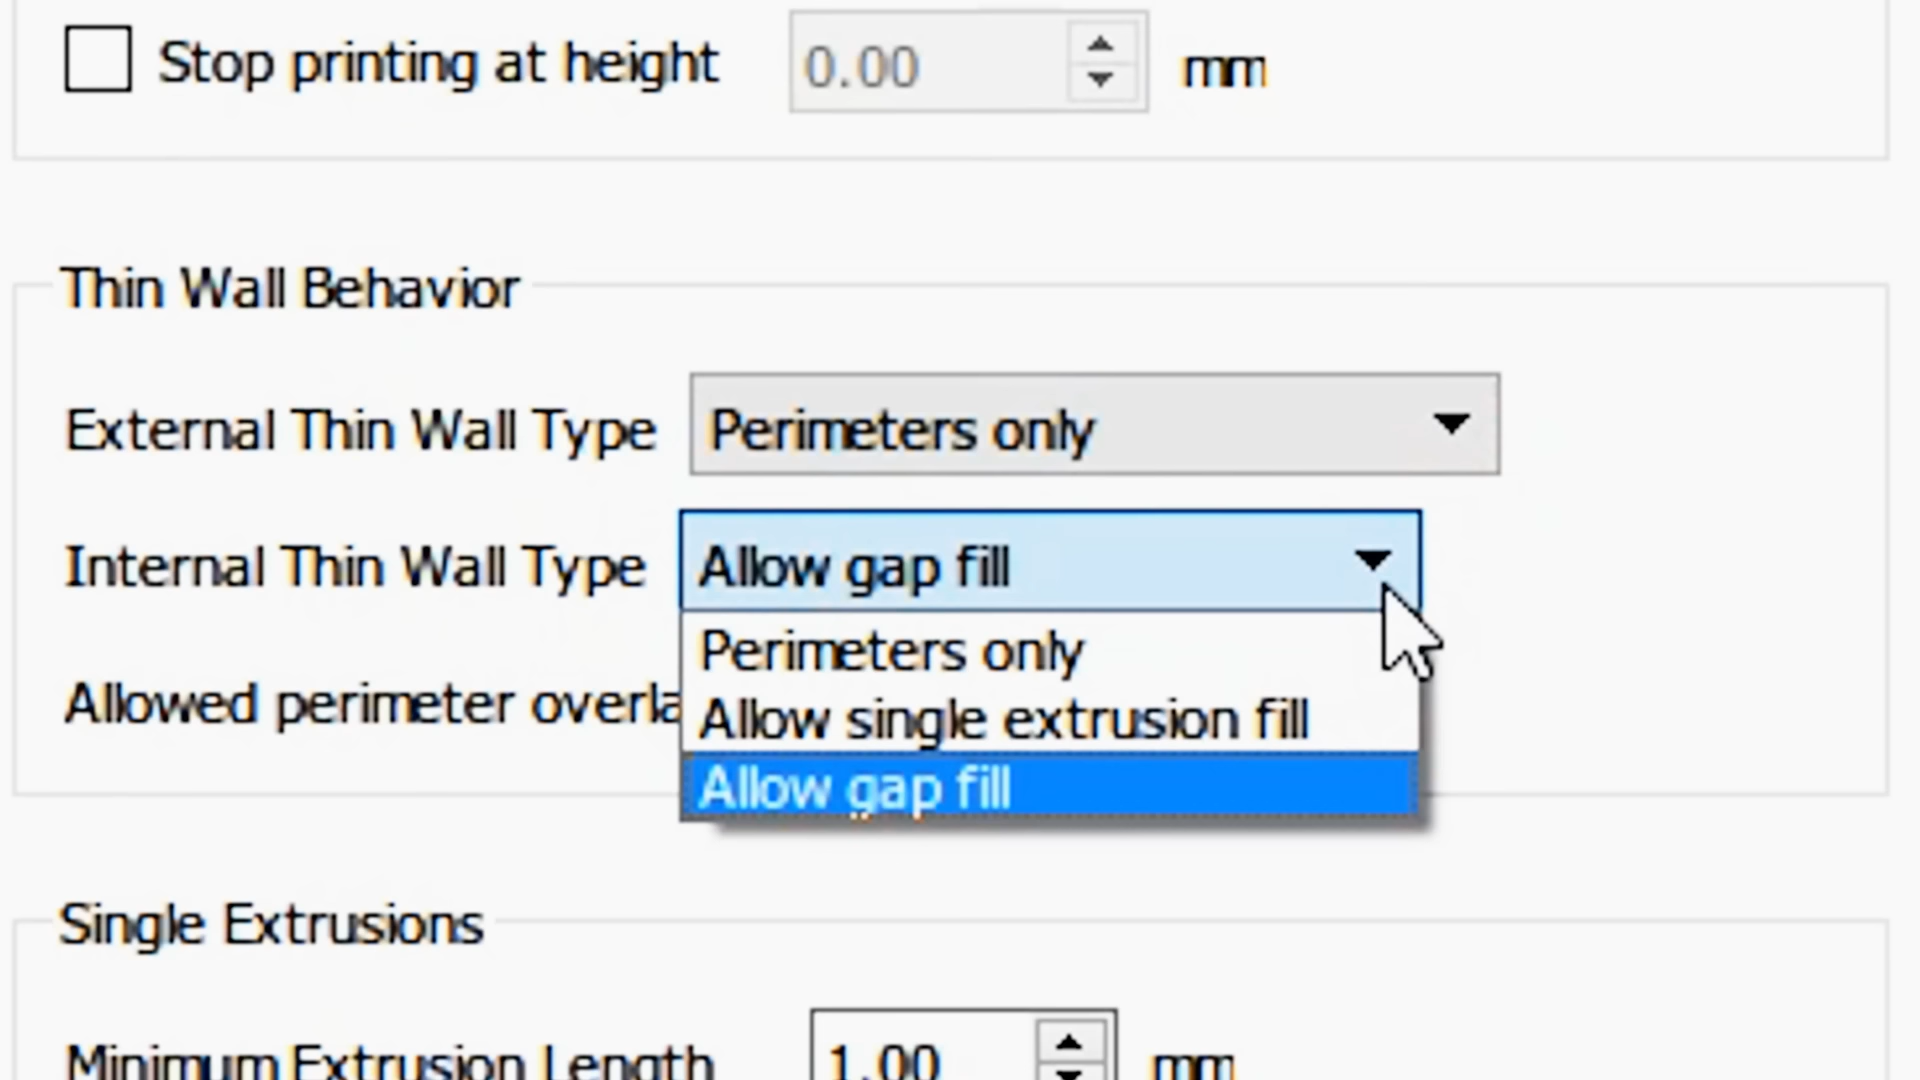 Stop printing at height 0.00 mm
Thin Wall Behavior
External Thin Wall Type Perimeters only
Internal Thin Wall Type Allow gap fill
Perimeters only
Allowed perimeter overla Allow single extrusion fill
Allow gap fill
Single Extrusions
Minimum Extrusion Length 1.00 mm